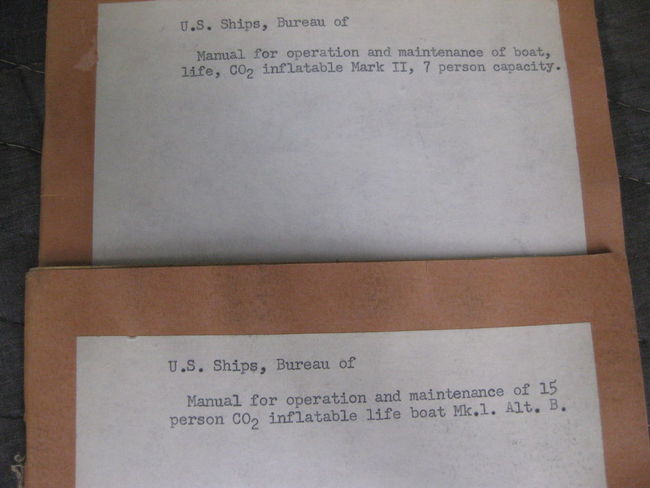 U.S. Ships, Bureau of
Manual for operation and maintenance of boat,
life, CO2 inflatable Mark II, 7 person capacity.
U.S. Ships, Bureau of
Manual for operation and maintenance of 15
person CO2 inflatable life boat Mk.1. Alt. B.